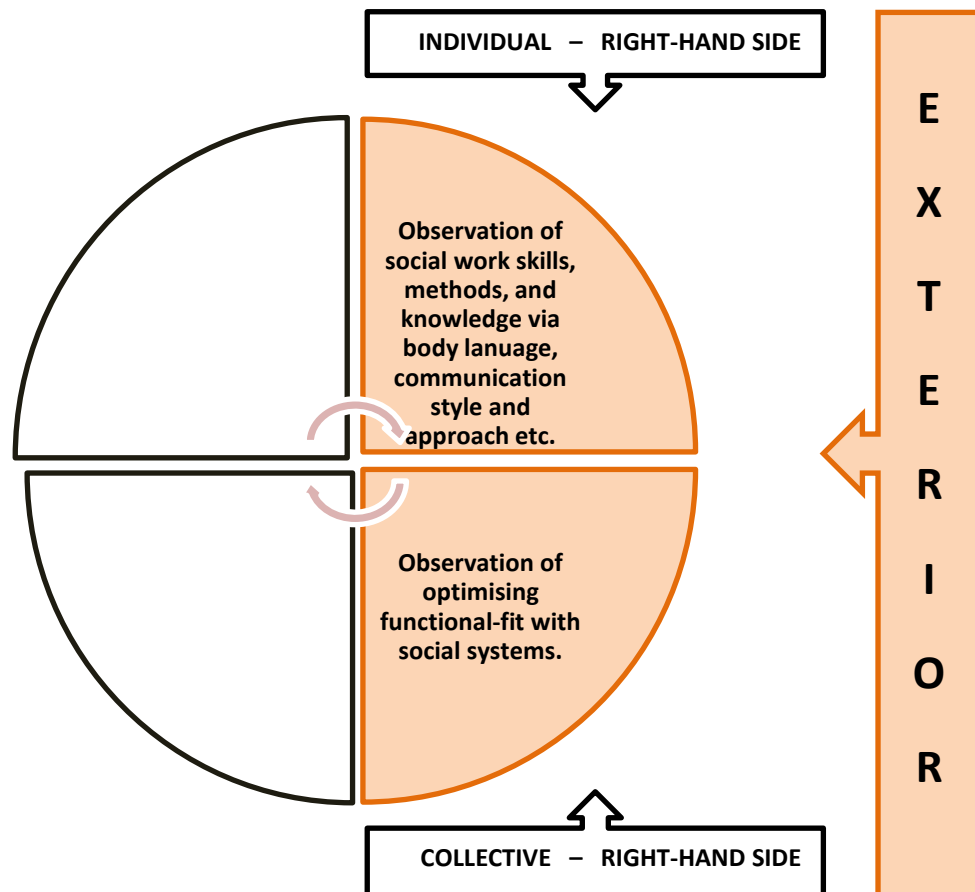 INDIVIDUAL – RIGHT-HAND SIDE
Observation of
social work skills,
methods, and
knowledge via
body lanuage,
communication
style and
approach etc.
Observation of
optimising
functional-fit with
social systems.
COLLECTIVE – RIGHT-HAND SIDE
E
X
T
E
R
I
O
R